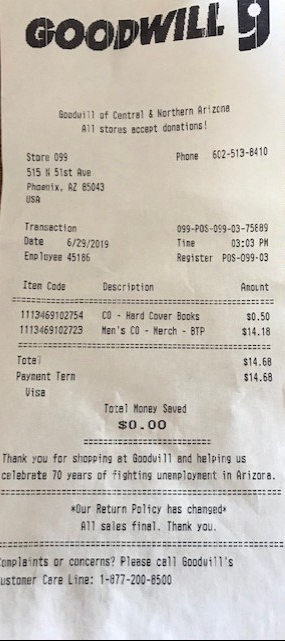 GOODWILL g
Goodwill of Central & Northern Arizona
All stores accept donations!
Store 099 Phone 602-513-8410
515 N 51st Ave
Phoenix, AZ 85043
USA
Transaction 099-POS-099-03-75689
Date 6/29/2019 Time 03:03 PM
Employee 45186 Register POS-099-03
Item Code Description Amount
1113469102754 CO - Hard Cover Books $0.50
1113469102723 Men's CO - Merch - BTP $14.18
Total $14.68
Payment Term $14.68
Visa
Total Money Saved
$0.00
Thank you for shopping at Goodwill and helping us
celebrate 70 years of fighting unemployment in Arizona.
*Our Return Policy has changed*
All sales final. Thank you.
omplaints or concerns? Please call Goodwill's
ustomer Care Line: 1-877-200-8500